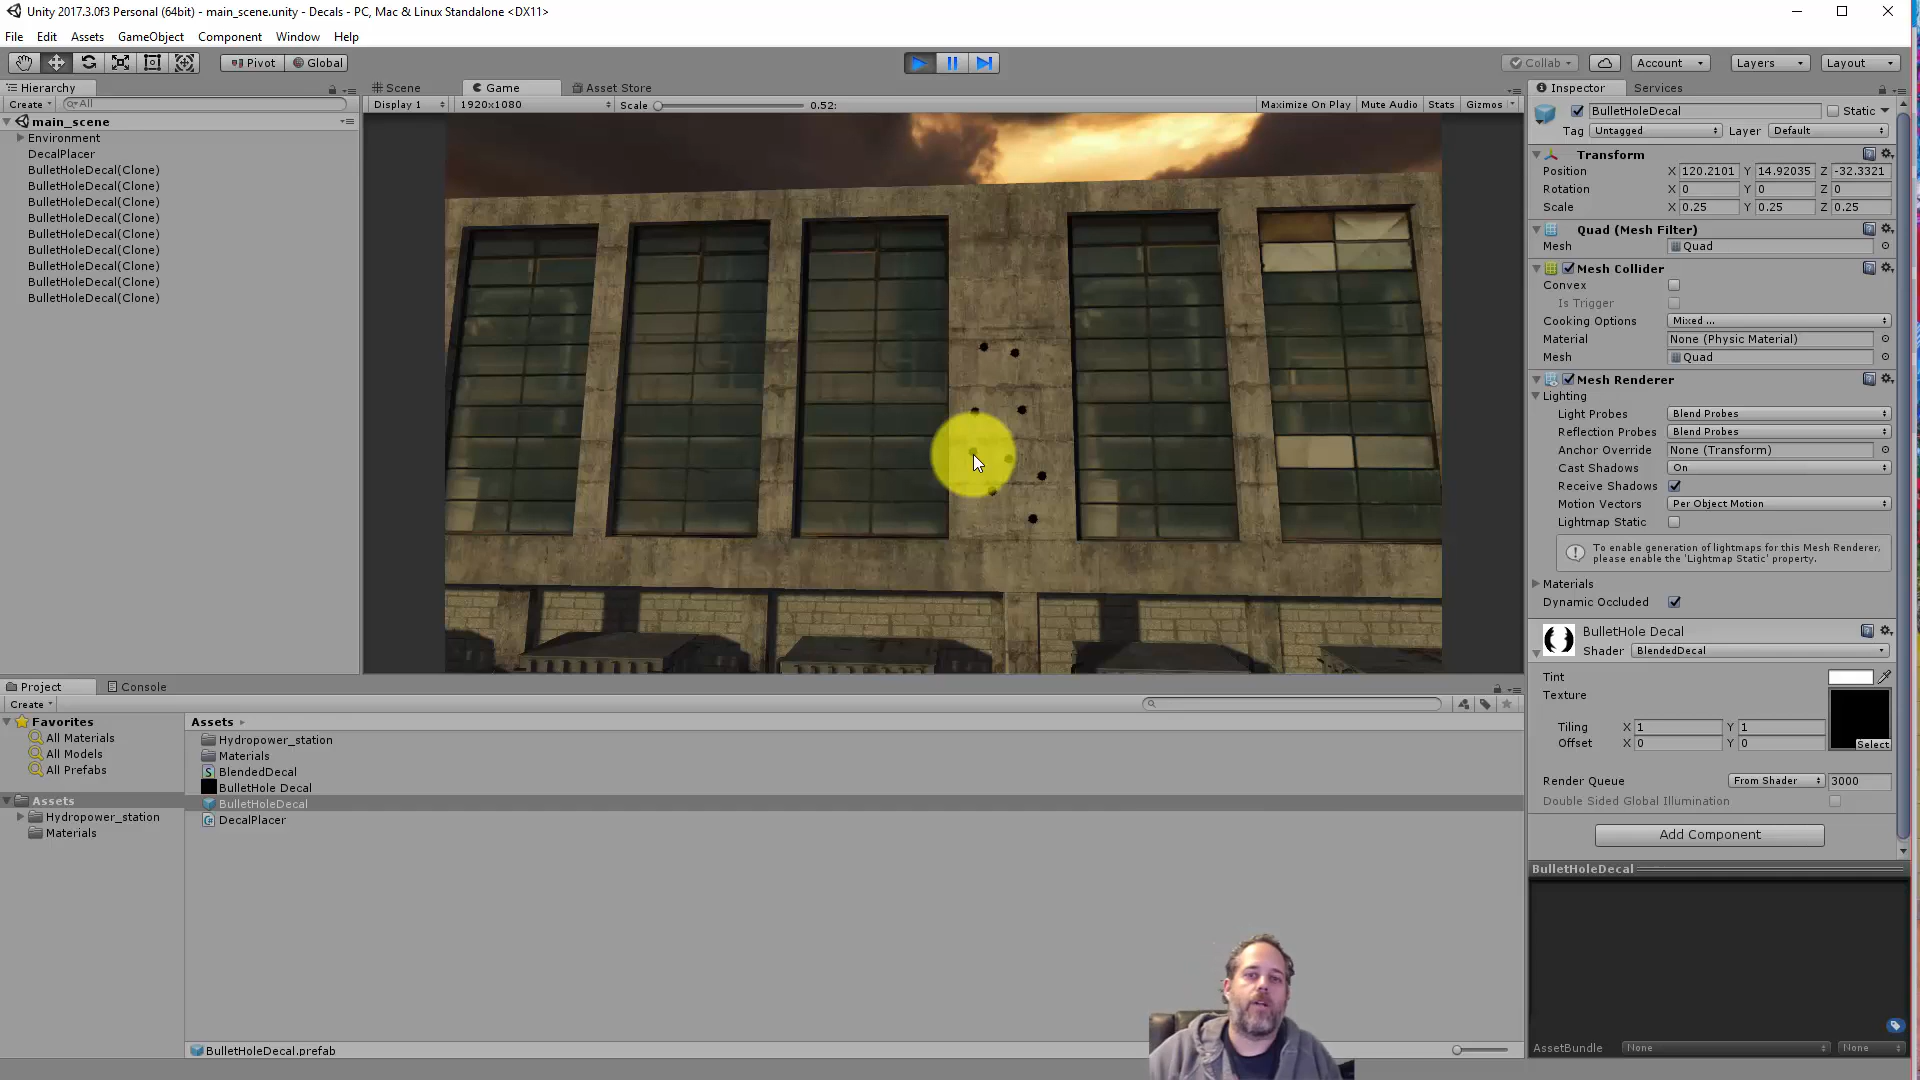 Unity 2017.3.0f3 Personal (64bit) - main_scene.unity - Decals - PC, Mac & Linux Standalone <DX11>
File Edit Assets GameObject Component Window Help
Pivot Global Collab Account Layers Layout
Hierarchy
Create All
main_scene
Environment
DecalPlacer
BulletHoleDecal(Clone)
BulletHoleDecal(Clone)
BulletHoleDecal(Clone)
BulletHoleDecal(Clone)
BulletHoleDecal(Clone)
BulletHoleDecal(Clone)
BulletHoleDecal(Clone)
BulletHoleDecal(Clone)
BulletHoleDecal(Clone)
Scene Game Asset Store
Display 1 1920x1080 Scale 0.52: Maximize On Play Mute Audio Stats Gizmos
Inspector Services
BulletHoleDecal Static
Tag Untagged Layer Default
Transform
Position X 120.2101 Y 14.92035 Z -32.3321
Rotation X 0 Y 0 Z 0
Scale X 0.25 Y 0.25 Z 0.25
Quad (Mesh Filter)
Mesh Quad
Mesh Collider
Convex
Is Trigger
Cooking Options Mixed ...
Material None (Physic Material)
Mesh Quad
Mesh Renderer
Lighting
Light Probes Blend Probes
Reflection Probes Blend Probes
Anchor Override None (Transform)
Cast Shadows On
Receive Shadows
Motion Vectors Per Object Motion
Lightmap Static
To enable generation of lightmaps for this Mesh Renderer,
please enable the 'Lightmap Static' property.
Materials
Dynamic Occluded
BulletHole Decal
Shader BlendedDecal
Tint
Texture
Tiling X 1 Y 1
Offset X 0 Y 0
Select
Render Queue From Shader 3000
Double Sided Global Illumination
Add Component
BulletHoleDecal
AssetBundle None None
Project Console
Create
Favorites
All Materials
All Models
All Prefabs
Assets
Hydropower_station
Materials
Assets
Hydropower_station
Materials
BlendedDecal
BulletHole Decal
BulletHoleDecal
DecalPlacer
BulletHoleDecal.prefab